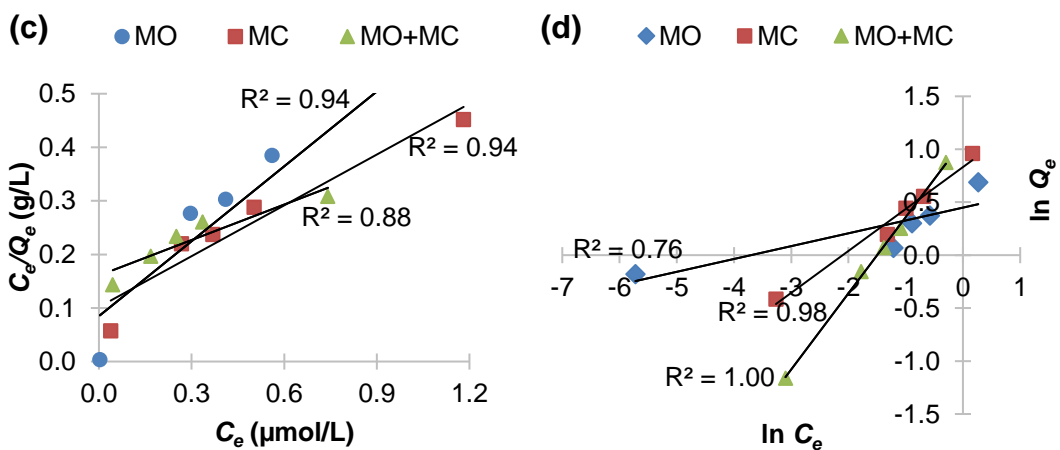 (c)
MO MC MO+MC
0.5
0.4
0.3
0.2
0.1
0.0
0.0 0.3 0.6 0.9 1.2
Cₑ/Qₑ (g/L)
Cₑ (µmol/L)
R² = 0.94
R² = 0.94
R² = 0.88
(d)
MO MC MO+MC
1.5
1.0
0.5
0.0
-0.5
-1.0
-1.5
-7 -6 -5 -4 -3 -2 -1 0 1
ln Qₑ
ln Cₑ
R² = 0.76
R² = 0.98
R² = 1.00